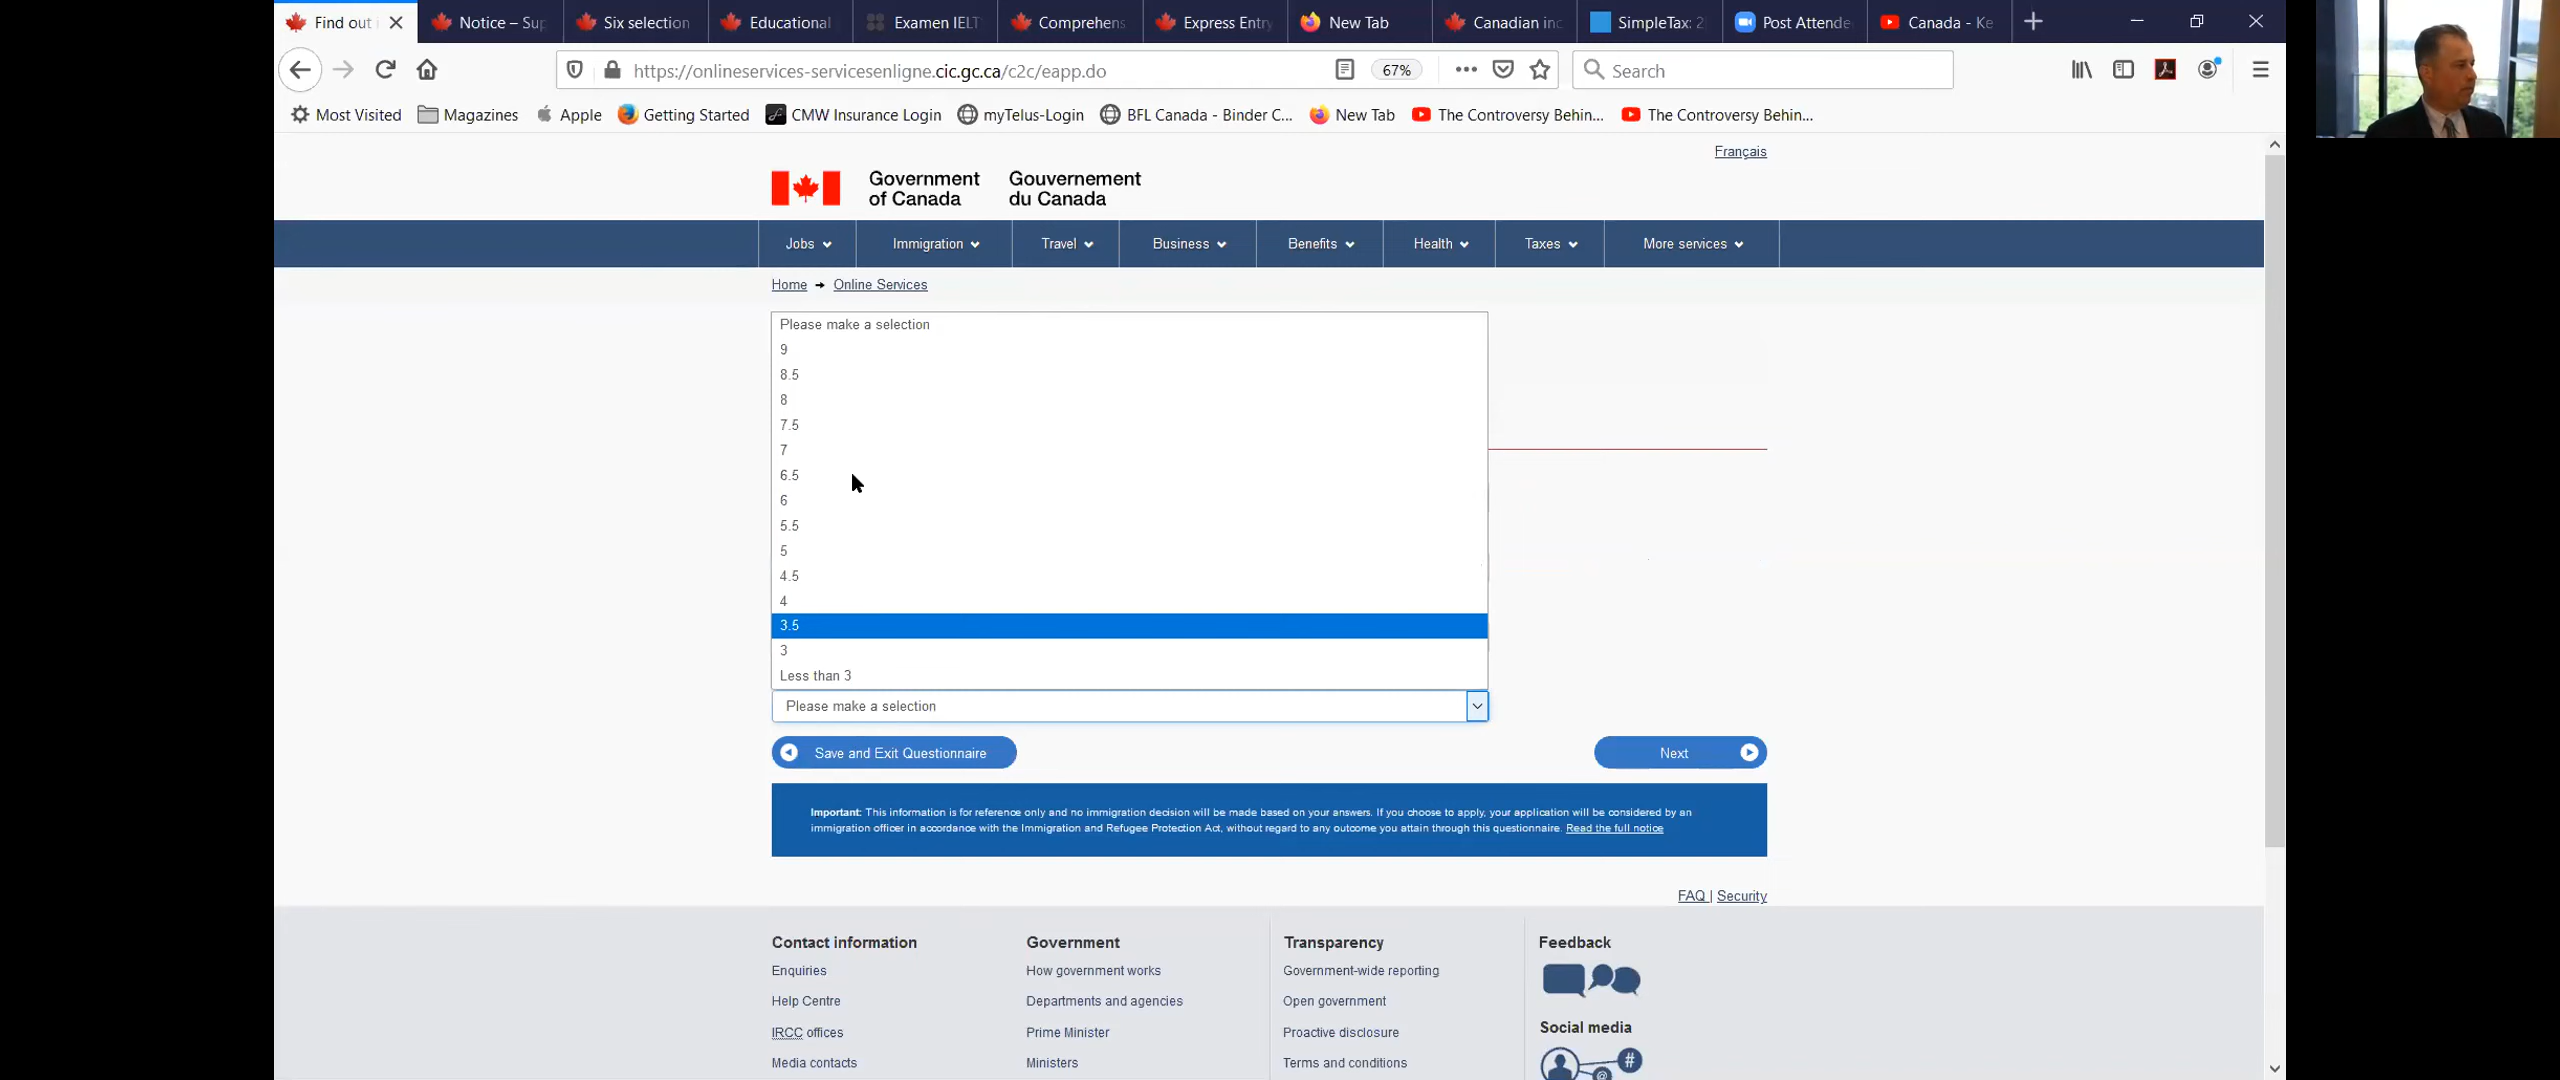 Find out
Notice – Sup
Six selection
Educational
Examen IELT
Comprehens
Express Entry
New Tab
Canadian inc
SimpleTax: 2
Post Attende
Canada - Ke
https://onlineservices-servicesenligne.cic.gc.ca/c2c/eapp.do
67%
Search
Most Visited
Magazines
Apple
Getting Started
CMW Insurance Login
myTelus-Login
BFL Canada - Binder C...
New Tab
The Controversy Behin...
The Controversy Behin...
Français
Government of Canada
Gouvernement du Canada
Jobs
Immigration
Travel
Business
Benefits
Health
Taxes
More services
Home
Online Services
Please make a selection
9
8.5
8
7.5
7
6.5
6
5.5
5
4.5
4
3.5
3
Less than 3
Please make a selection
Save and Exit Questionnaire
Next
Important: This information is for reference only and no immigration decision will be made based on your answers. If you choose to apply, your application will be considered by an
immigration officer in accordance with the Immigration and Refugee Protection Act, without regard to any outcome you attain through this questionnaire. Read the full notice
FAQ | Security
Contact information
Enquiries
Help Centre
IRCC offices
Media contacts
Government
How government works
Departments and agencies
Prime Minister
Ministers
Transparency
Government-wide reporting
Open government
Proactive disclosure
Terms and conditions
Feedback
Social media
#
@